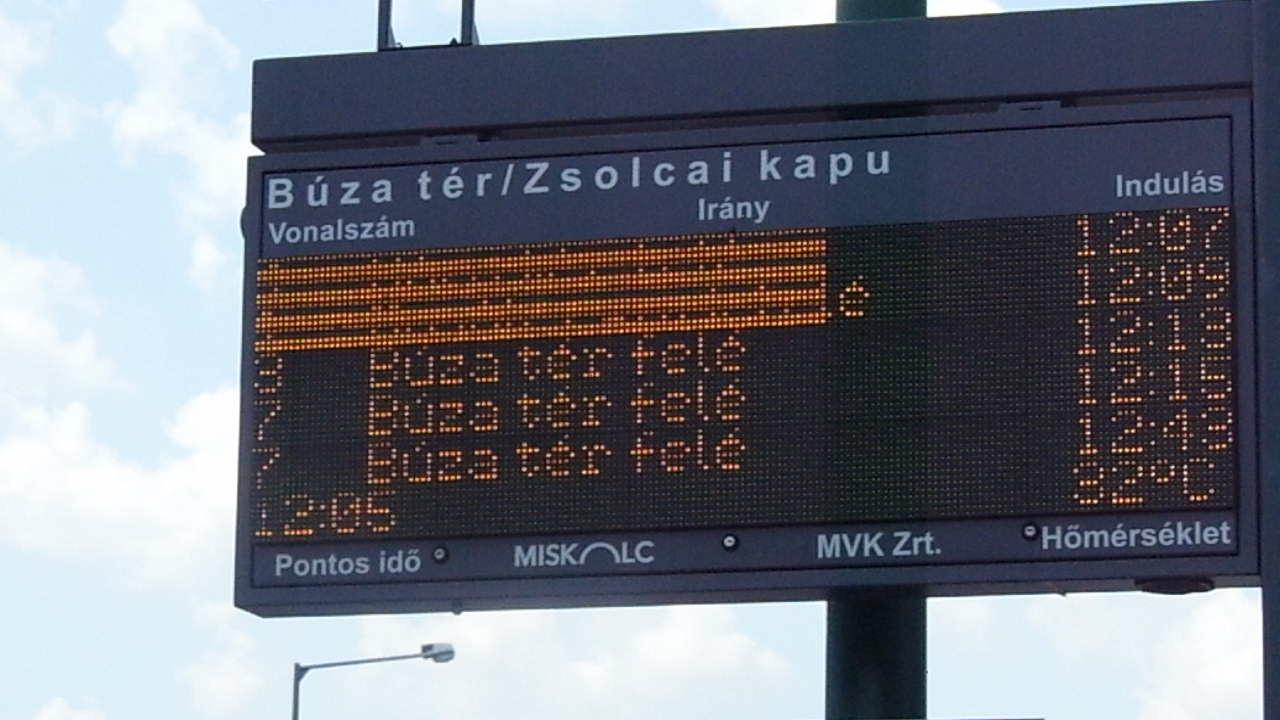 Búza tér/Zsolcai kapu
Vonalszám Irány Indulás
12:07
12:09
Búza tér felé 12:13
7 Búza tér felé 12:15
7 Búza tér felé 12:43
12:05 32°C
Pontos idő MISKOLC MVK Zrt. Hőmérséklet